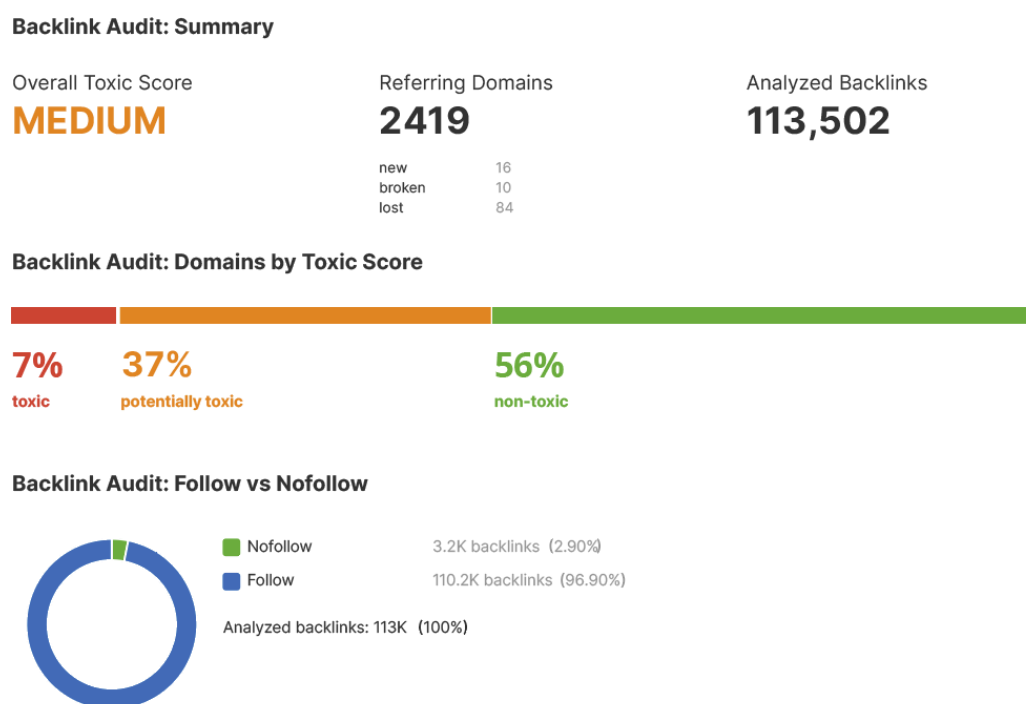 Backlink Audit: Summary
Overall Toxic Score
MEDIUM
Referring Domains
2419
new 16
broken 10
lost 84
Analyzed Backlinks
113,502
Backlink Audit: Domains by Toxic Score
7%
toxic
37%
potentially toxic
56%
non-toxic
Backlink Audit: Follow vs Nofollow
Nofollow 3.2K backlinks (2.90%)
Follow 110.2K backlinks (96.90%)
Analyzed backlinks: 113K (100%)